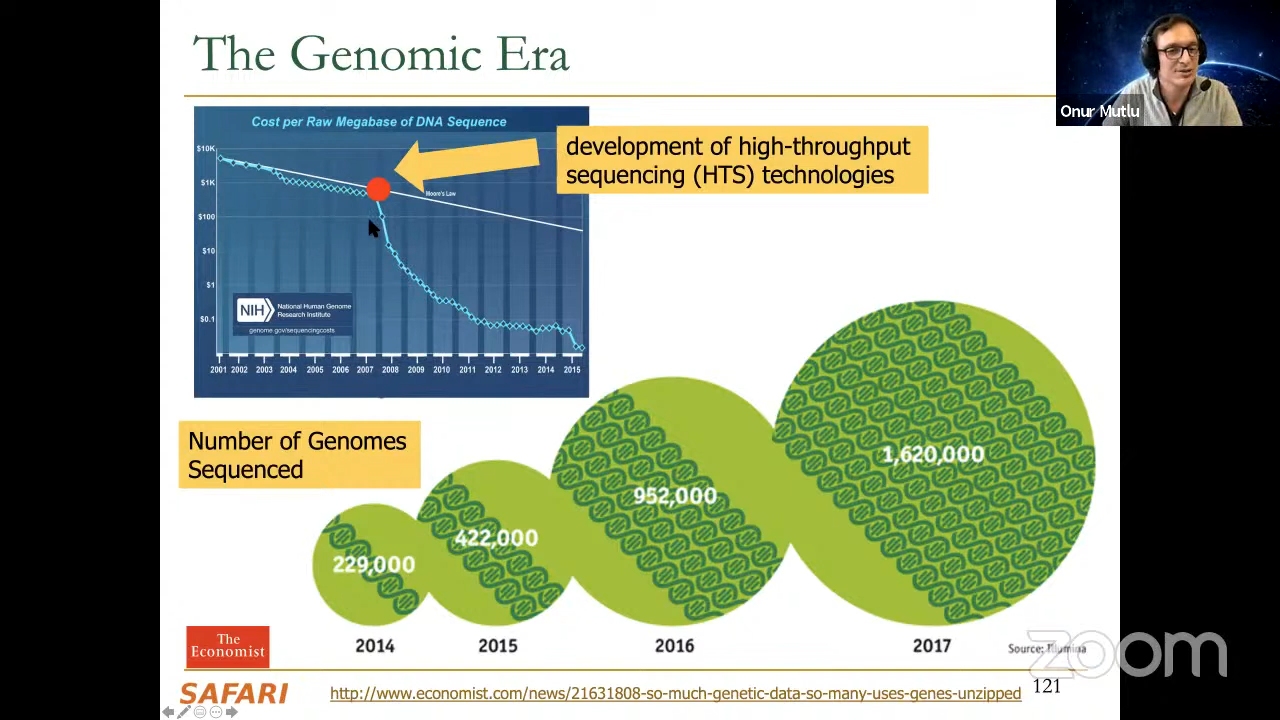 The Genomic Era
Onur Mutlu
Cost per Raw Megabase of DNA Sequence
$10K
$1K
$100
$10
$1
$0.1
Moore's Law
NIH
National Human Genome
Research Institute
genome.gov/sequencingcosts
2001 2002 2003 2004 2005 2006 2007 2008 2009 2010 2011 2012 2013 2014 2015
development of high-throughput
sequencing (HTS) technologies
Number of Genomes
Sequenced
229,000
422,000
952,000
1,620,000
2014
2015
2016
2017
Source: Illumina
The
Economist
zoom
SAFARI
http://www.economist.com/news/21631808-so-much-genetic-data-so-many-uses-genes-unzipped
121